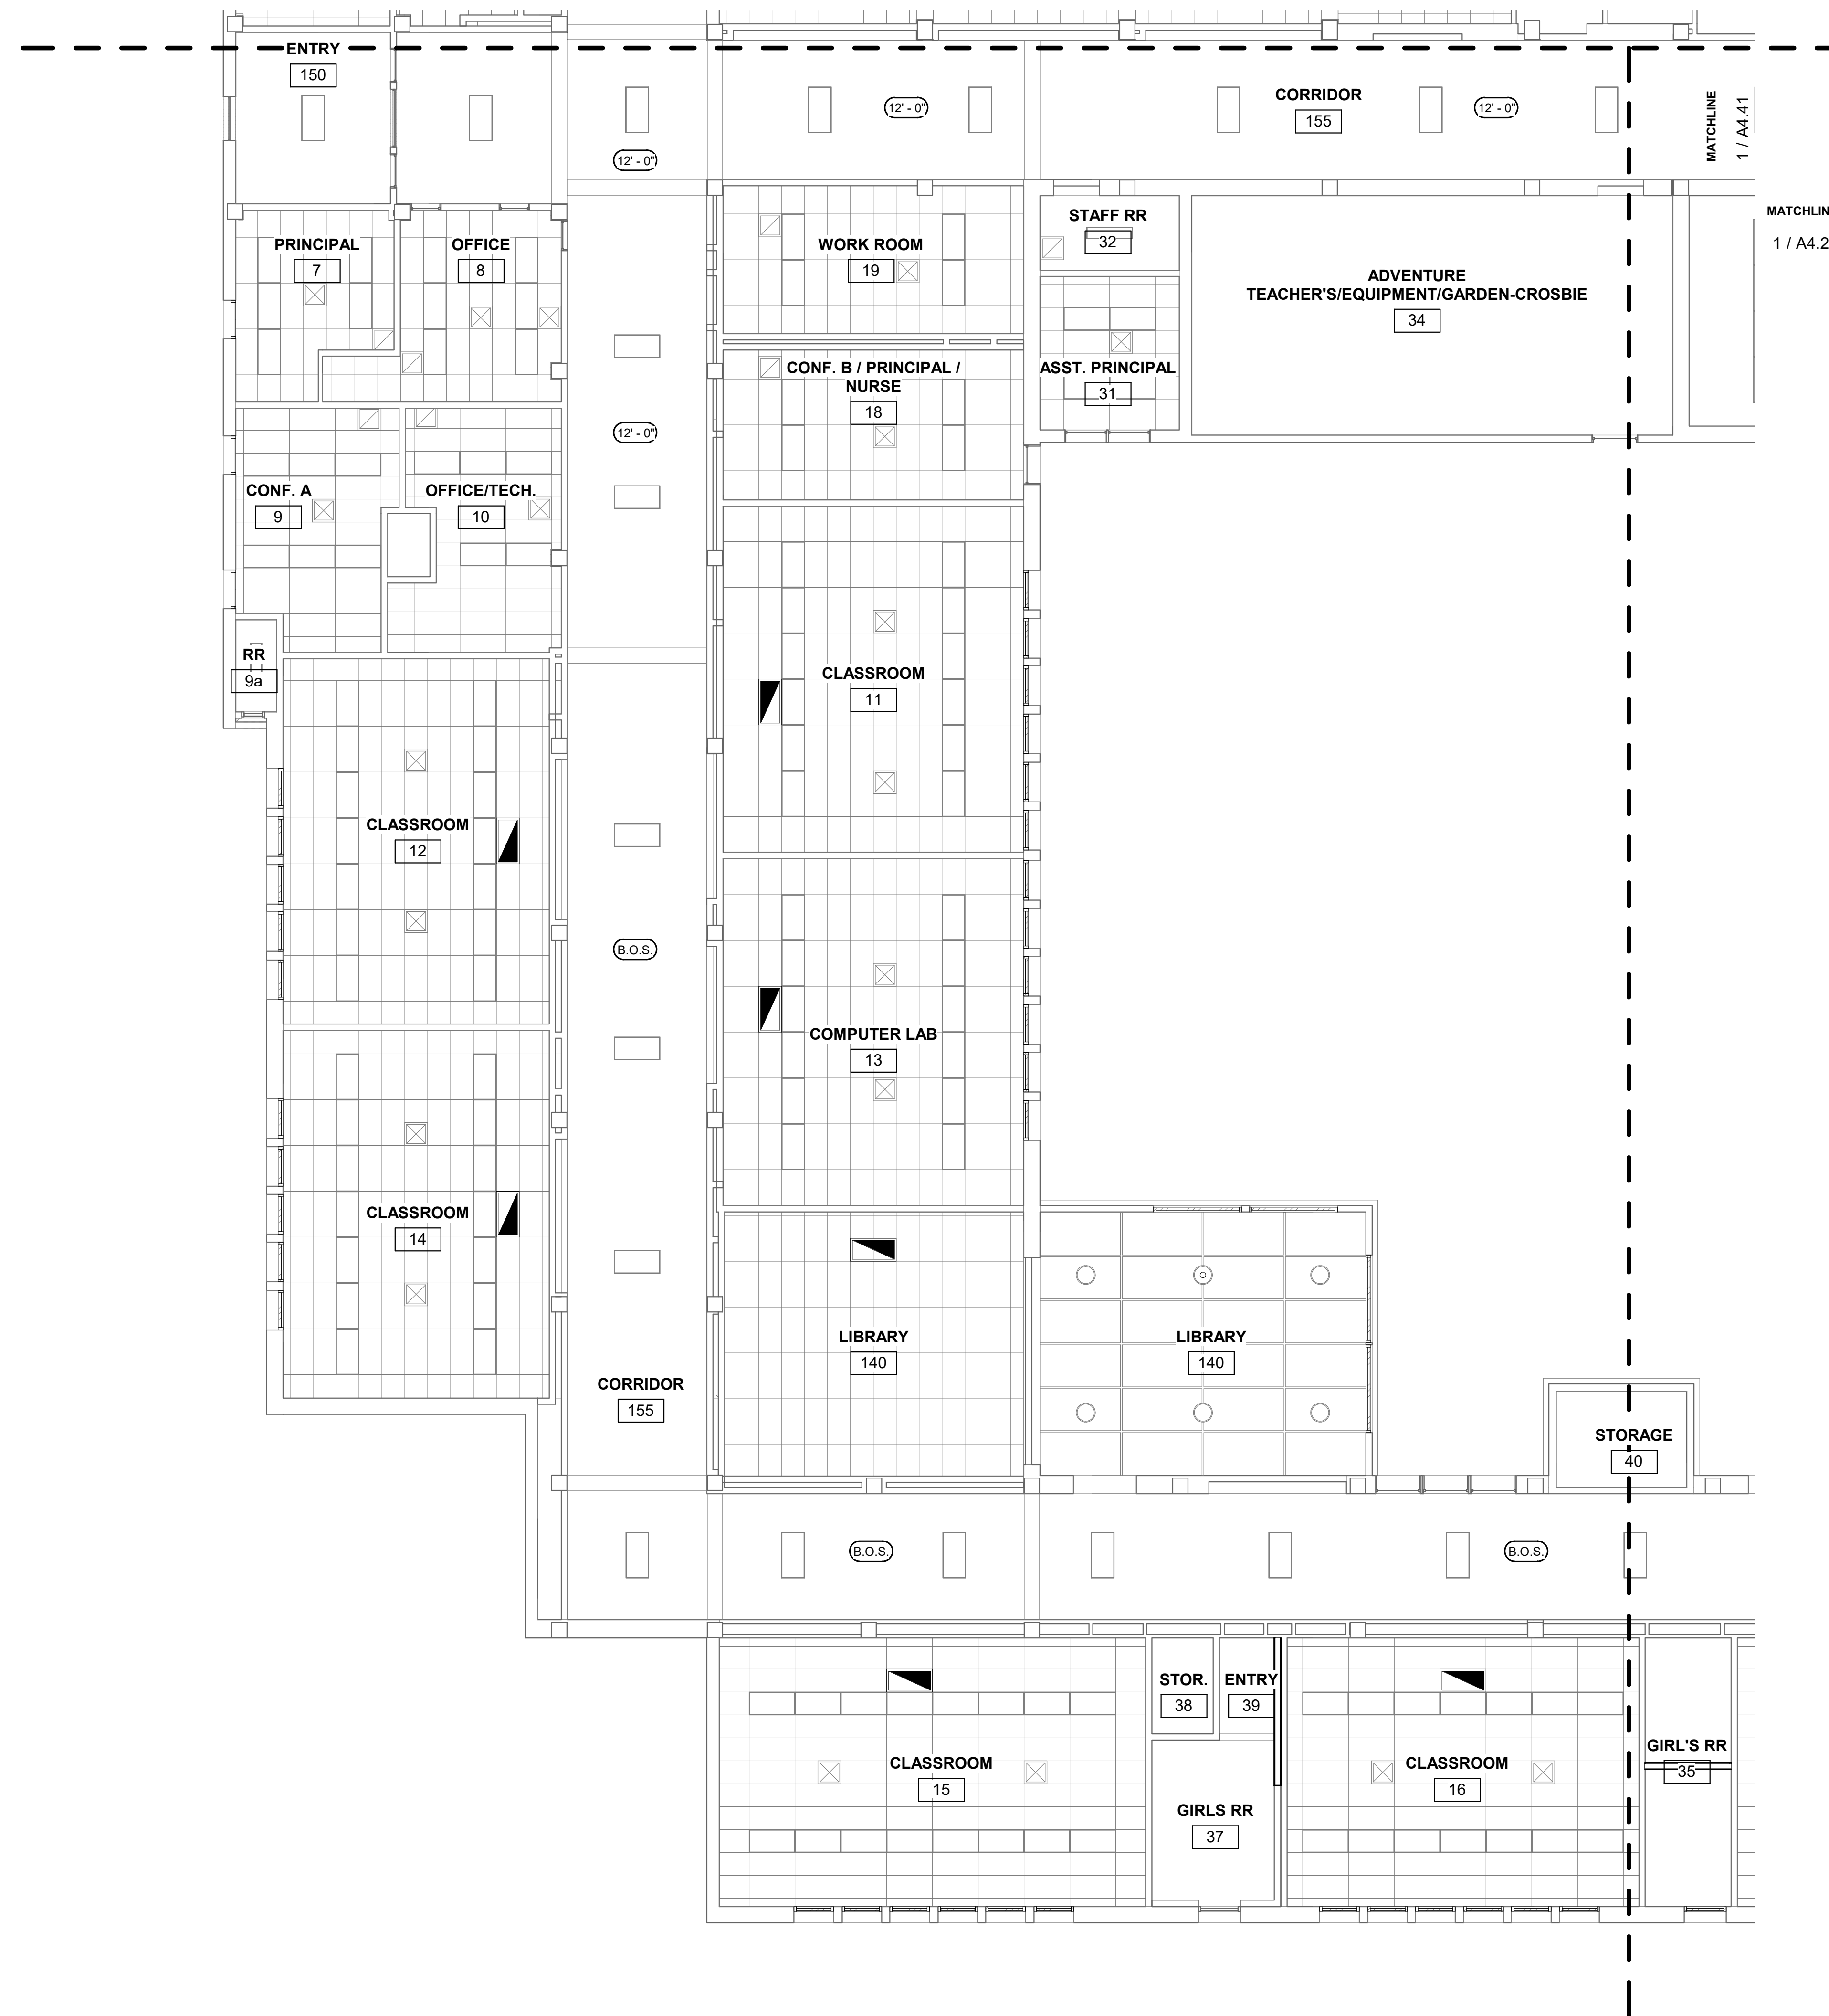 ENTRY
150
12' - 0"
CORRIDOR
155
12' - 0"
MATCHLINE
1 / A4.41
12' - 0"
MATCHLIN
1 / A4.2
PRINCIPAL
7
OFFICE
8
WORK ROOM
19
STAFF RR
32
ADVENTURE
TEACHER'S/EQUIPMENT/GARDEN-CROSBIE
34
CONF. B / PRINCIPAL /
NURSE
18
ASST. PRINCIPAL
31
12' - 0"
CONF. A
9
OFFICE/TECH.
10
RR
9a
CLASSROOM
11
CLASSROOM
12
B.O.S.
COMPUTER LAB
13
CLASSROOM
14
LIBRARY
140
LIBRARY
140
CORRIDOR
155
STORAGE
40
B.O.S.
B.O.S.
STOR.
38
ENTRY
39
CLASSROOM
15
CLASSROOM
16
GIRL'S RR
35
GIRLS RR
37